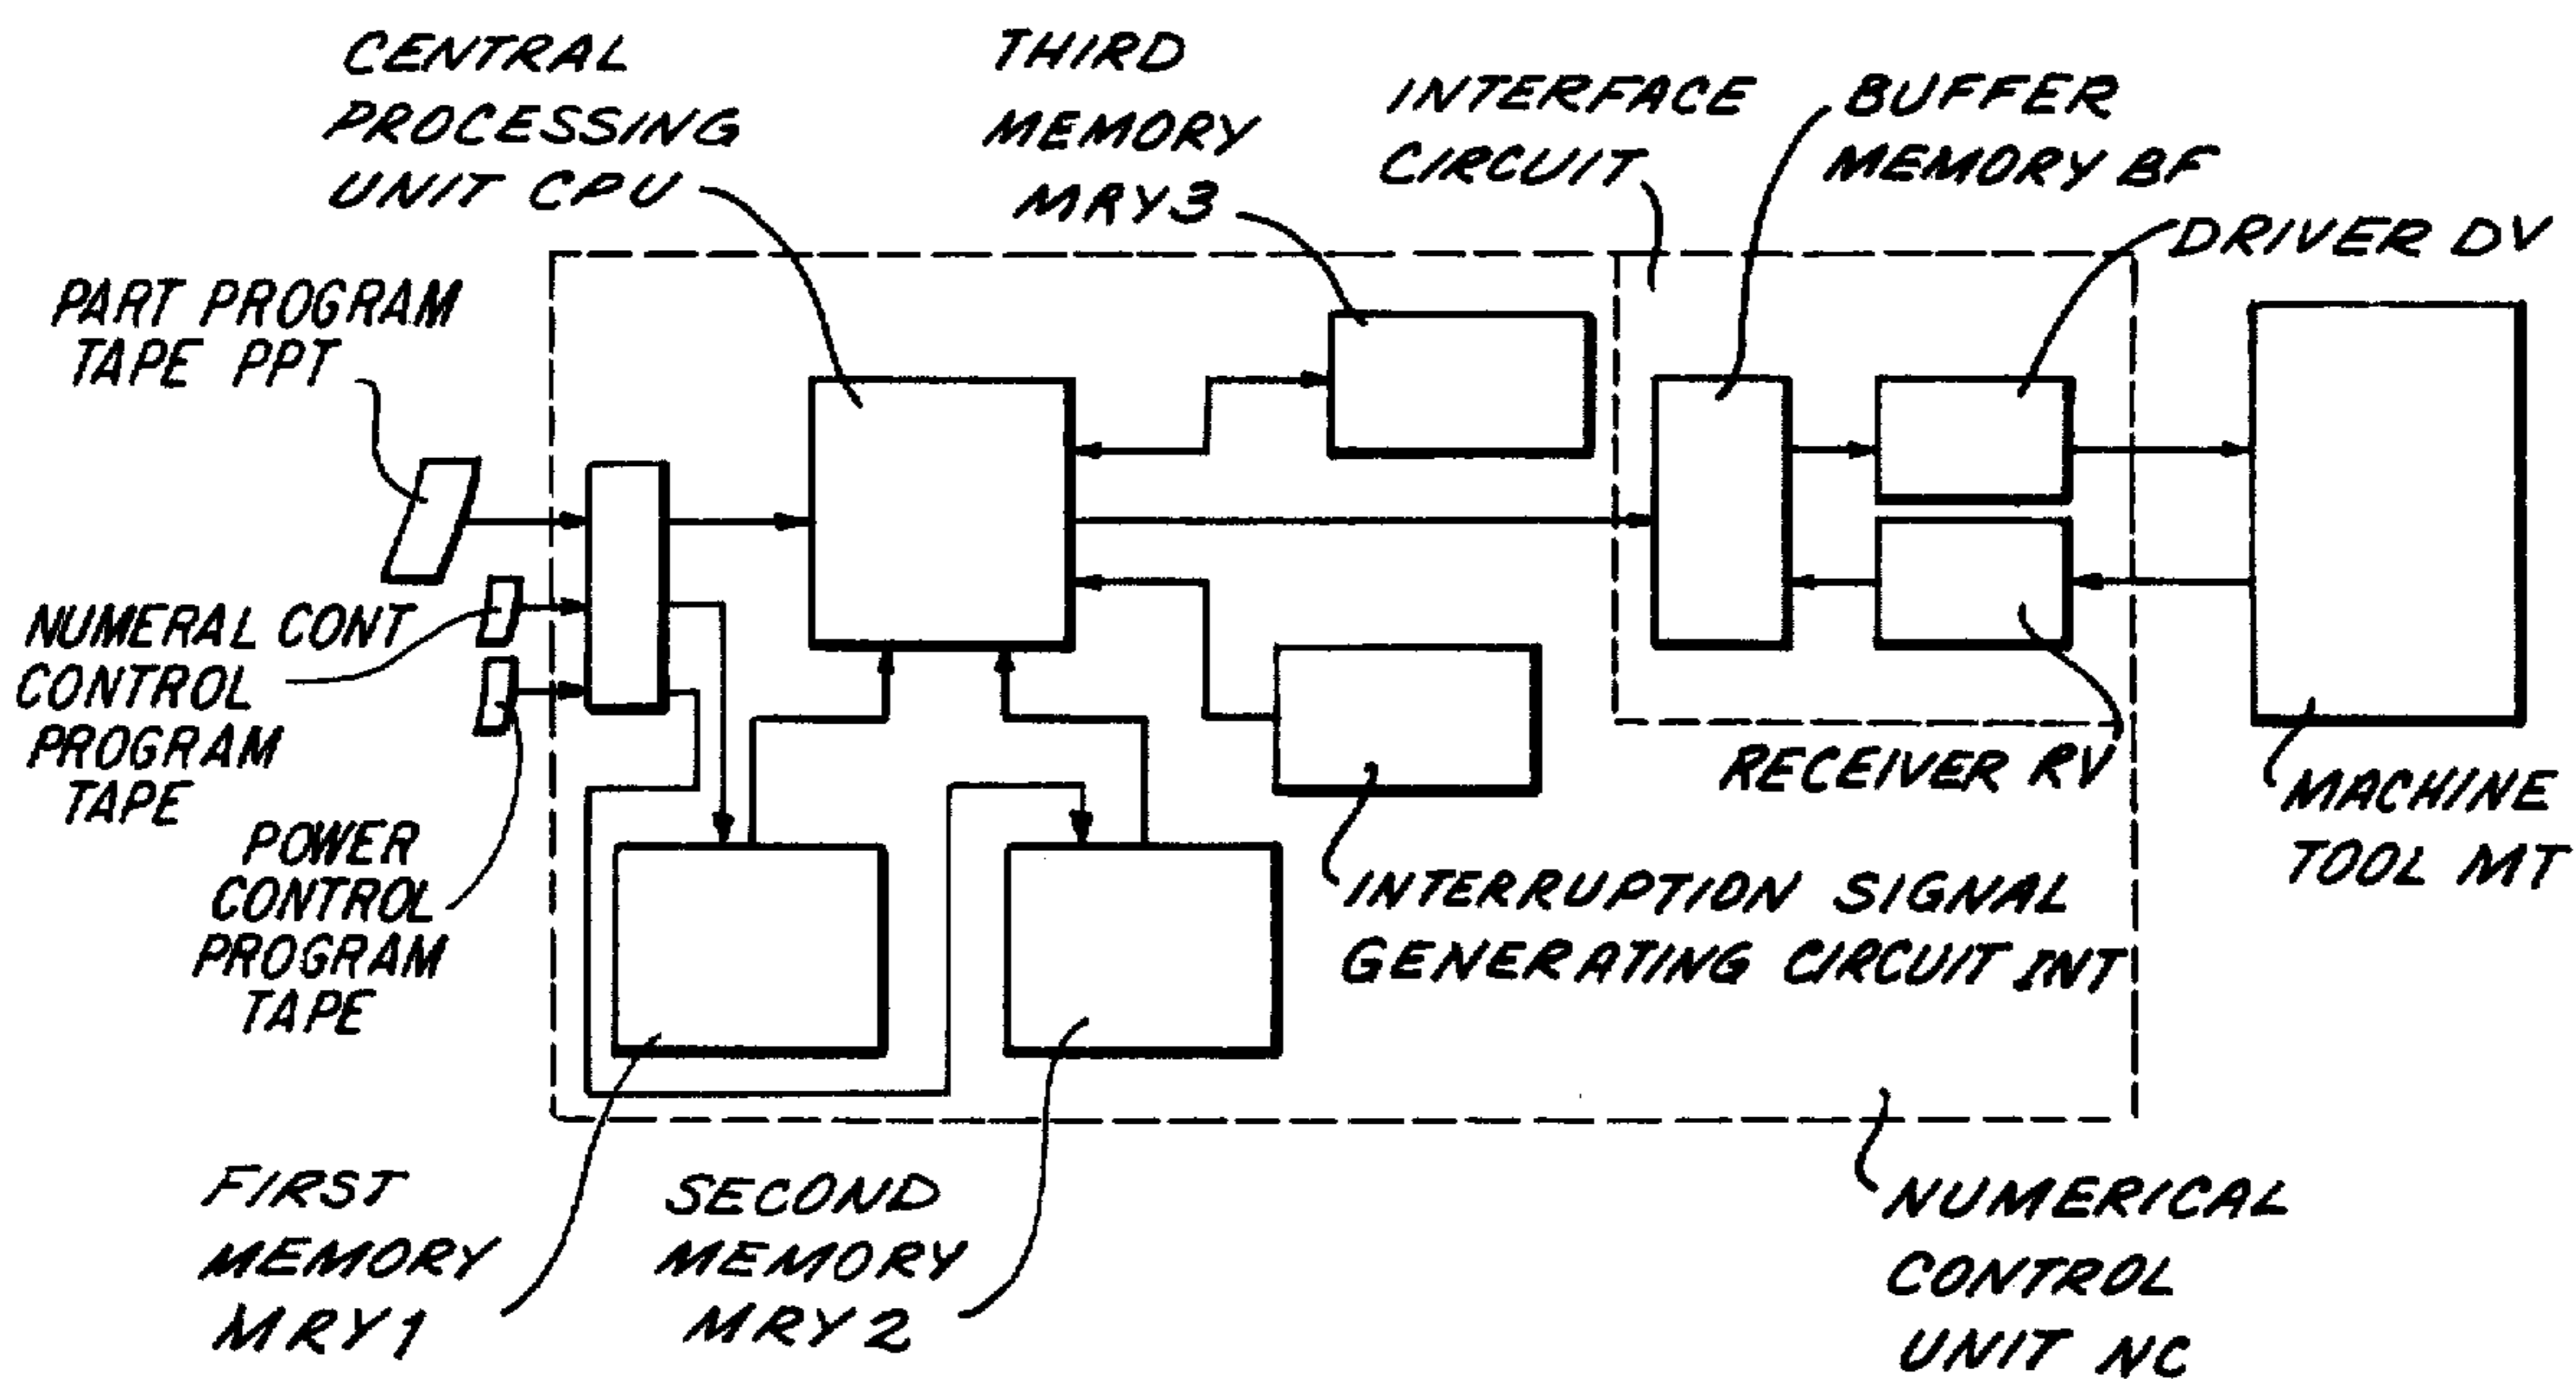 CENTRAL
PROCESSING
UNIT CPU
THIRD
MEMORY
MRY3
INTERFACE
CIRCUIT
BUFFER
MEMORY BF
DRIVER DV
PART PROGRAM
TAPE PPT
NUMERAL CONT
CONTROL
PROGRAM
TAPE
POWER
CONTROL
PROGRAM
TAPE
RECEIVER RV
MACHINE
TOOL MT
INTERRUPTION SIGNAL
GENERATING CIRCUIT INT
FIRST
MEMORY
MRY1
SECOND
MEMORY
MRY2
NUMERICAL
CONTROL
UNIT NC